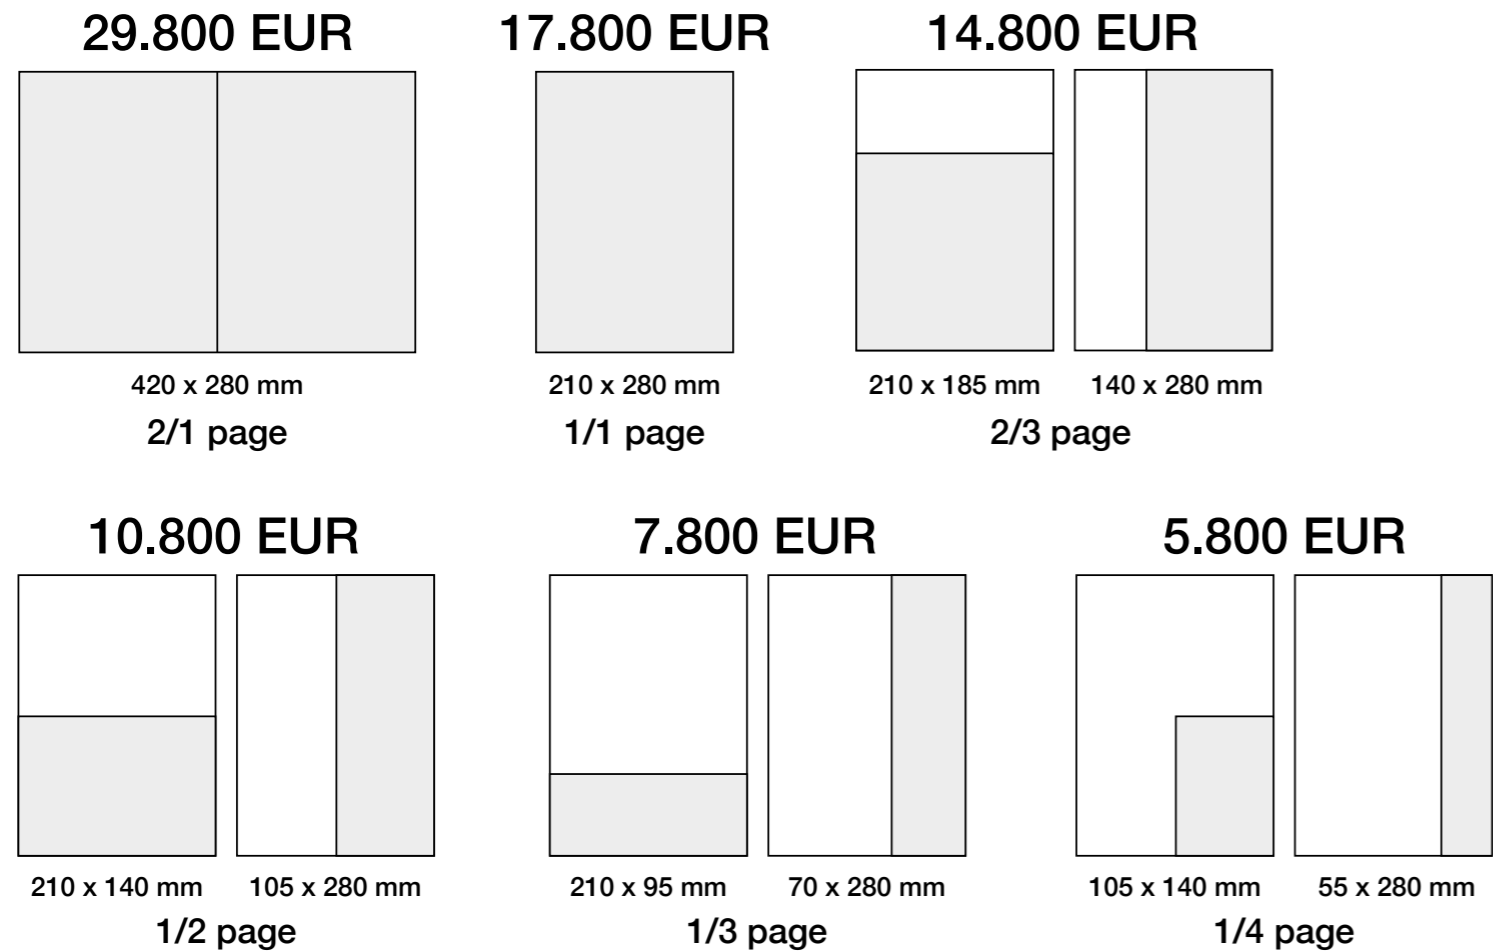 29.800 EUR
17.800 EUR
14.800 EUR
420 x 280 mm
210 x 280 mm
210 x 185 mm
140 x 280 mm
2/1 page
1/1 page
2/3 page
10.800 EUR
7.800 EUR
5.800 EUR
210 x 140 mm
105 x 280 mm
210 x 95 mm
70 x 280 mm
105 x 140 mm
55 x 280 mm
1/2 page
1/3 page
1/4 page